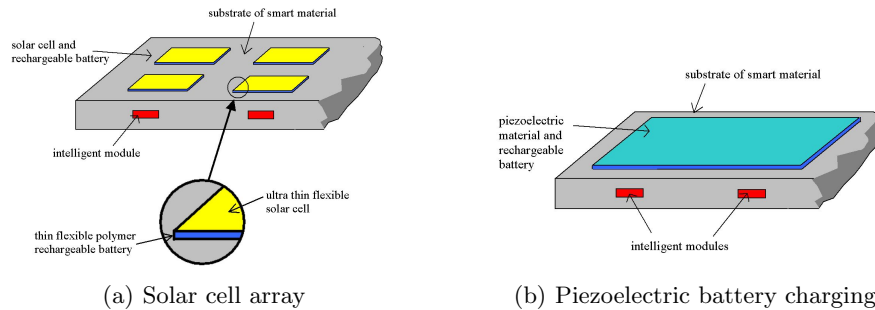 substrate of smart material
solar cell and
rechargeable battery
intelligent module
ultra thin flexible
solar cell
thin flexible polymer
rechargeable battery
(a) Solar cell array
substrate of smart material
piezoelectric
material and
rechargeable
battery
intelligent modules
(b) Piezoelectric battery charging